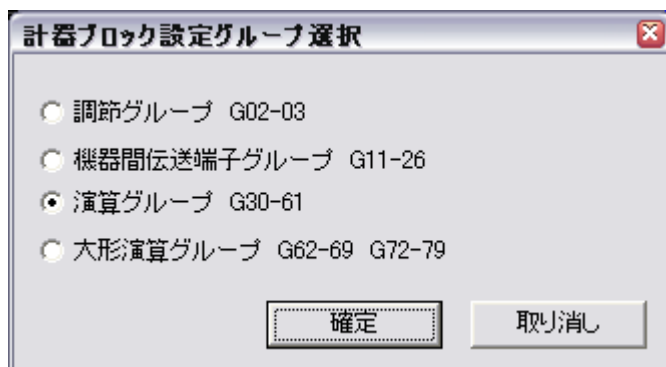 計器ブロック設定グループ選択
調節グループ G02-03
機器間伝送端子グループ G11-26
演算グループ G30-61
大形演算グループ G62-69 G72-79
確定 取り消し